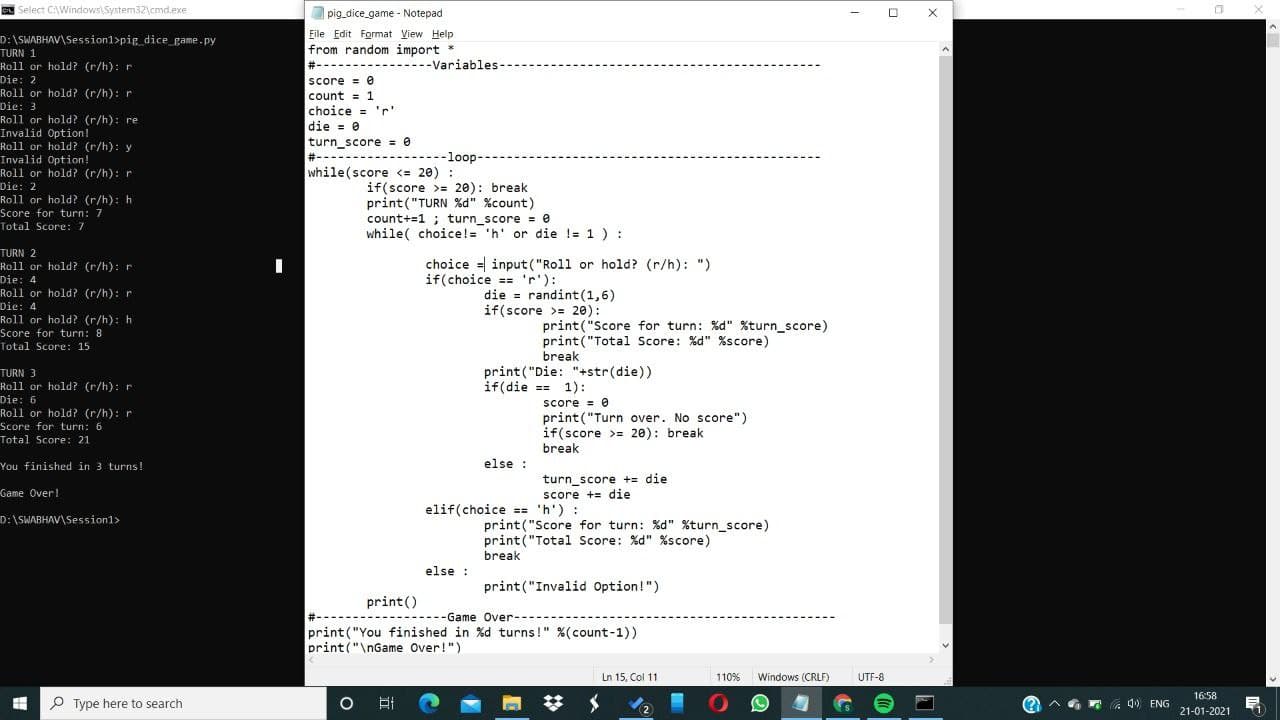 Select C:\Windows\System32\cmd.exe
D:\SWABHAV\Session1>pig_dice_game.py
TURN 1
Roll or hold? (r/h): r
Die: 2
Roll or hold? (r/h): r
Die: 3
Roll or hold? (r/h): re
Invalid Option!
Roll or hold? (r/h): y
Invalid Option!
Roll or hold? (r/h): r
Die: 2
Roll or hold? (r/h): h
Score for turn: 7
Total Score: 7
TURN 2
Roll or hold? (r/h): r
Die: 4
Roll or hold? (r/h): r
Die: 4
Roll or hold? (r/h): h
Score for turn: 8
Total Score: 15
TURN 3
Roll or hold? (r/h): r
Die: 6
Roll or hold? (r/h): r
Score for turn: 6
Total Score: 21
You finished in 3 turns!
Game Over!
D:\SWABHAV\Session1>
pig_dice_game - Notepad
File Edit Format View Help
from random import *
#----------------Variables--------------------------------------------
score = 0
count = 1
choice = 'r'
die = 0
turn_score = 0
#------------------loop-----------------------------------------------
while(score <= 20) :
        if(score >= 20): break
        print("TURN %d" %count)
        count+=1 ; turn_score = 0
        while( choice!= 'h' or die != 1 ) :
                choice = input("Roll or hold? (r/h): ")
                if(choice == 'r'):
                        die = randint(1,6)
                        if(score >= 20):
                                print("Score for turn: %d" %turn_score)
                                print("Total Score: %d" %score)
                                break
                        print("Die: "+str(die))
                        if(die ==  1):
                                score = 0
                                print("Turn over. No score")
                                if(score >= 20): break
                                break
                        else :
                                turn_score += die
                                score += die
                elif(choice == 'h') :
                        print("Score for turn: %d" %turn_score)
                        print("Total Score: %d" %score)
                        break
                else :
                        print("Invalid Option!")
        print()
#------------------Game Over--------------------------------------------
print("You finished in %d turns!" %(count-1))
print("\nGame Over!")
Ln 15, Col 11 110% Windows (CRLF) UTF-8
Type here to search
2
ENG
16:58
21-01-2021
1